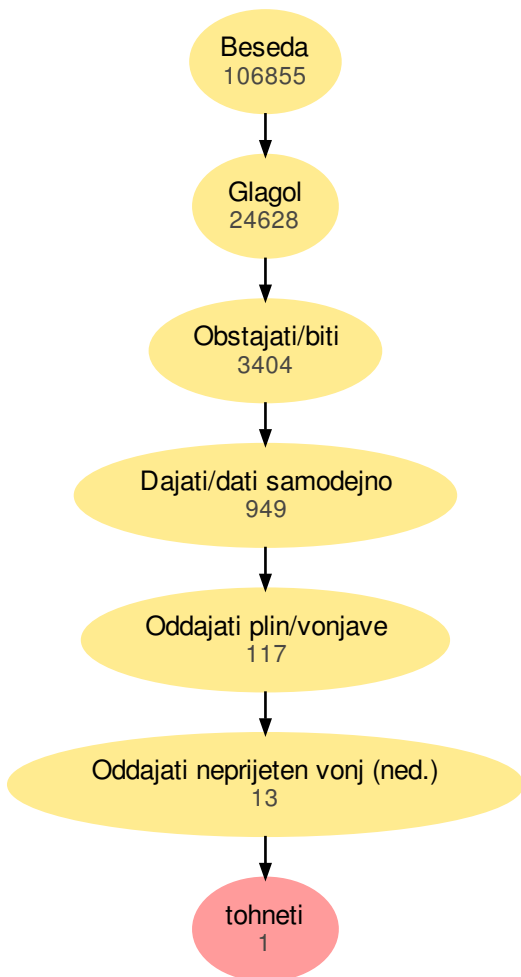 Beseda
106855
Glagol
24628
Obstajati/biti
3404
Dajati/dati samodejno
949
Oddajati plin/vonjave
117
Oddajati neprijeten vonj (ned.)
13
tohneti
1